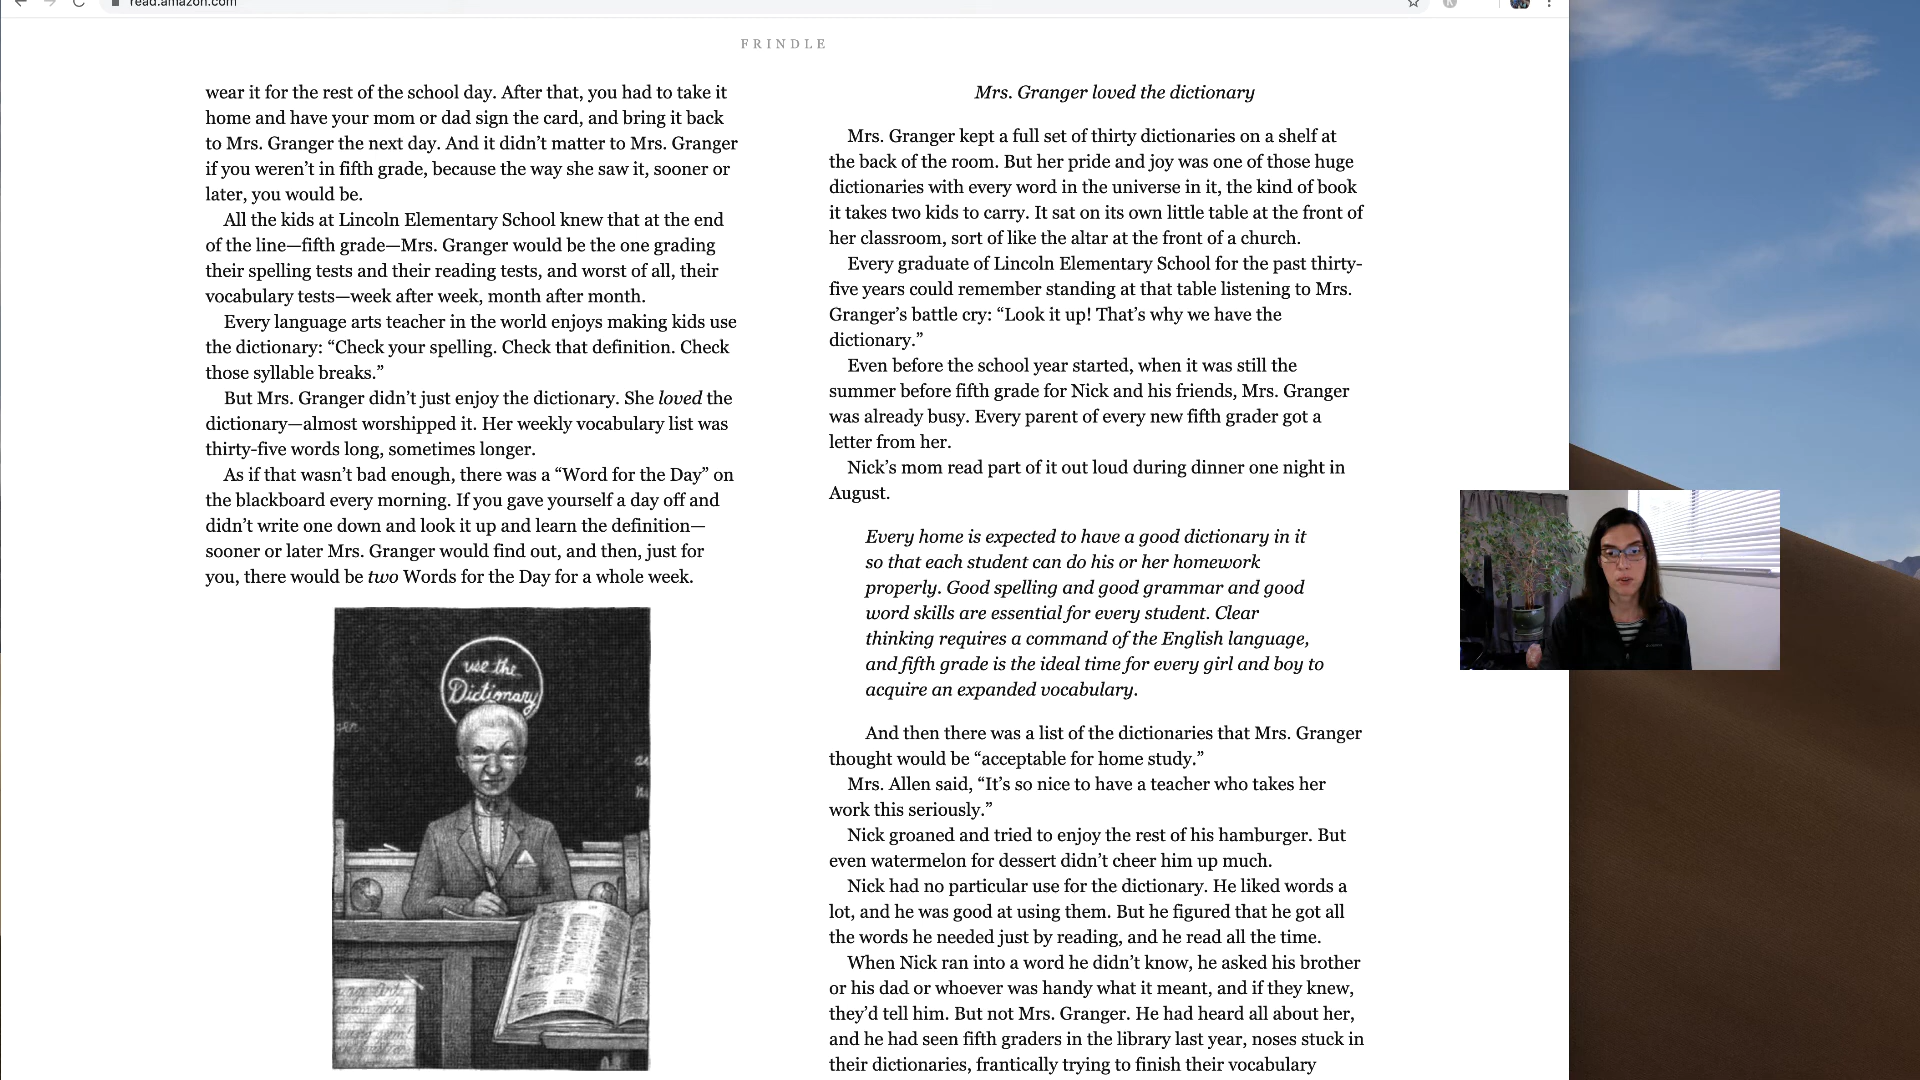 read.amazon.com
FRINDLE
wear it for the rest of the school day. After that, you had to take it
home and have your mom or dad sign the card, and bring it back
to Mrs. Granger the next day. And it didn’t matter to Mrs. Granger
if you weren’t in fifth grade, because the way she saw it, sooner or
later, you would be.
All the kids at Lincoln Elementary School knew that at the end
of the line—fifth grade—Mrs. Granger would be the one grading
their spelling tests and their reading tests, and worst of all, their
vocabulary tests—week after week, month after month.
Every language arts teacher in the world enjoys making kids use
the dictionary: “Check your spelling. Check that definition. Check
those syllable breaks.”
But Mrs. Granger didn’t just enjoy the dictionary. She loved the
dictionary—almost worshipped it. Her weekly vocabulary list was
thirty-five words long, sometimes longer.
As if that wasn’t bad enough, there was a “Word for the Day” on
the blackboard every morning. If you gave yourself a day off and
didn’t write one down and look it up and learn the definition—
sooner or later Mrs. Granger would find out, and then, just for
you, there would be two Words for the Day for a whole week.
use the
Dictionary
Mrs. Granger loved the dictionary
Mrs. Granger kept a full set of thirty dictionaries on a shelf at
the back of the room. But her pride and joy was one of those huge
dictionaries with every word in the universe in it, the kind of book
it takes two kids to carry. It sat on its own little table at the front of
her classroom, sort of like the altar at the front of a church.
Every graduate of Lincoln Elementary School for the past thirty-
five years could remember standing at that table listening to Mrs.
Granger’s battle cry: “Look it up! That’s why we have the
dictionary.”
Even before the school year started, when it was still the
summer before fifth grade for Nick and his friends, Mrs. Granger
was already busy. Every parent of every new fifth grader got a
letter from her.
Nick’s mom read part of it out loud during dinner one night in
August.
Every home is expected to have a good dictionary in it
so that each student can do his or her homework
properly. Good spelling and good grammar and good
word skills are essential for every student. Clear
thinking requires a command of the English language,
and fifth grade is the ideal time for every girl and boy to
acquire an expanded vocabulary.
And then there was a list of the dictionaries that Mrs. Granger
thought would be “acceptable for home study.”
Mrs. Allen said, “It’s so nice to have a teacher who takes her
work this seriously.”
Nick groaned and tried to enjoy the rest of his hamburger. But
even watermelon for dessert didn’t cheer him up much.
Nick had no particular use for the dictionary. He liked words a
lot, and he was good at using them. But he figured that he got all
the words he needed just by reading, and he read all the time.
When Nick ran into a word he didn’t know, he asked his brother
or his dad or whoever was handy what it meant, and if they knew,
they’d tell him. But not Mrs. Granger. He had heard all about her,
and he had seen fifth graders in the library last year, noses stuck in
their dictionaries, frantically trying to finish their vocabulary